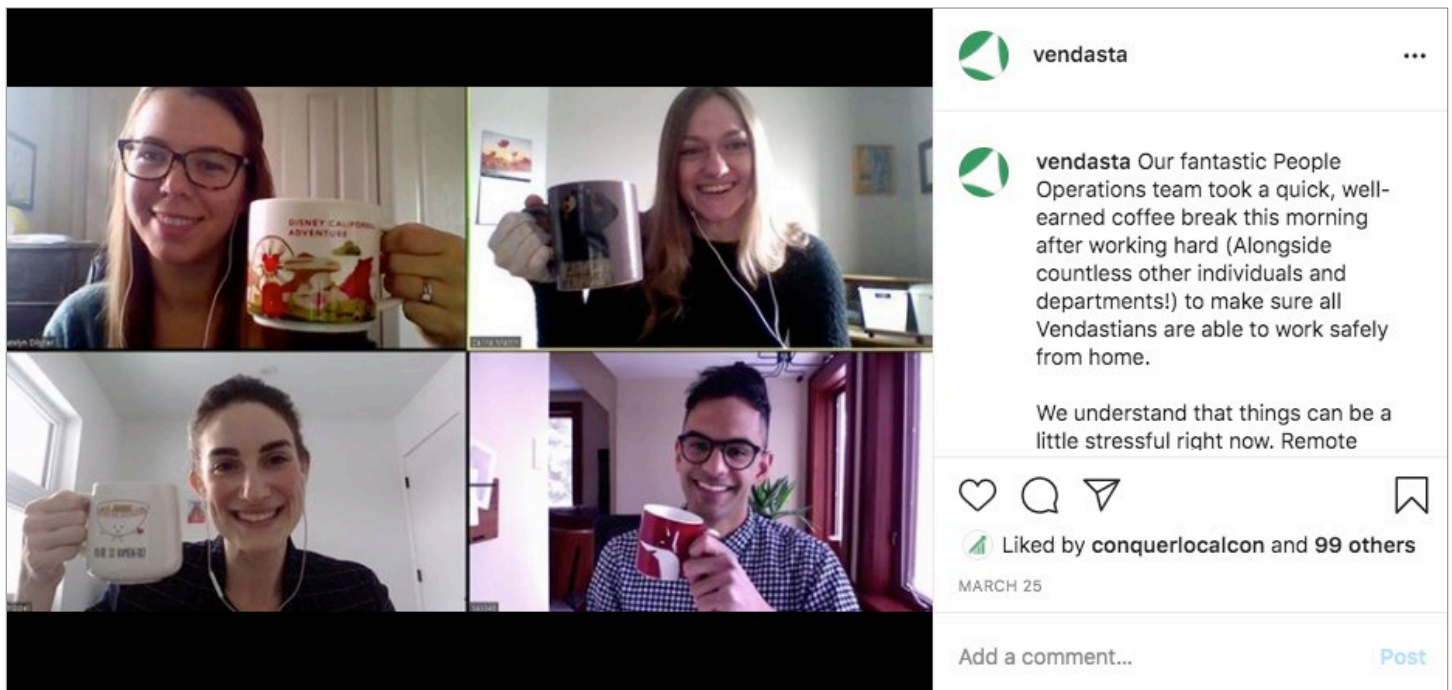 vendasta
vendasta Our fantastic People
Operations team took a quick, well-
earned coffee break this morning
after working hard (Alongside
countless other individuals and
departments!) to make sure all
Vendastians are able to work safely
from home.
We understand that things can be a
little stressful right now. Remote
Liked by conquerlocalcon and 99 others
MARCH 25
Add a comment...
Post
DISNEY CALIFORNIA
ADVENTURE